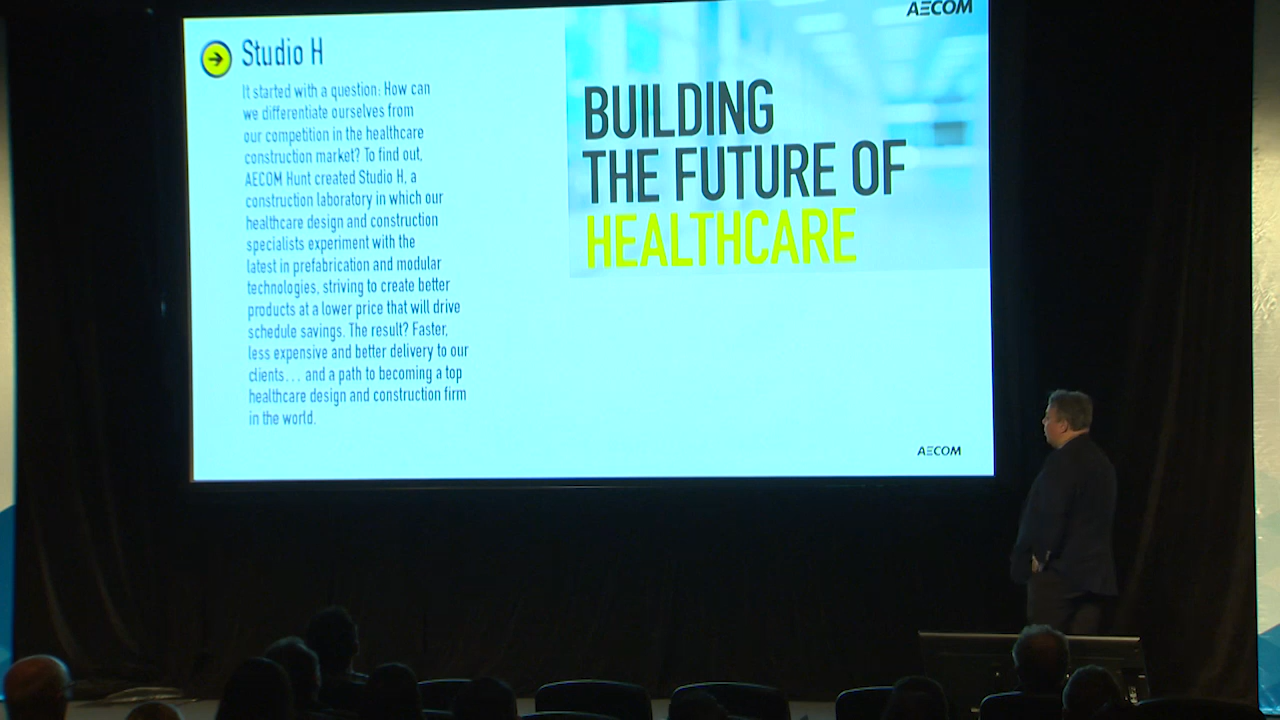 Studio H
It started with a question: How can
we differentiate ourselves from
our competition in the healthcare
construction market? To find out,
AECOM Hunt created Studio H, a
construction laboratory in which our
healthcare design and construction
specialists experiment with the
latest in prefabrication and modular
technologies, striving to create better
products at a lower price that will drive
schedule savings. The result? Faster,
less expensive and better delivery to our
clients... and a path to becoming a top
healthcare design and construction firm
in the world.
AECOM
BUILDING
THE FUTURE OF
HEALTHCARE
AECOM